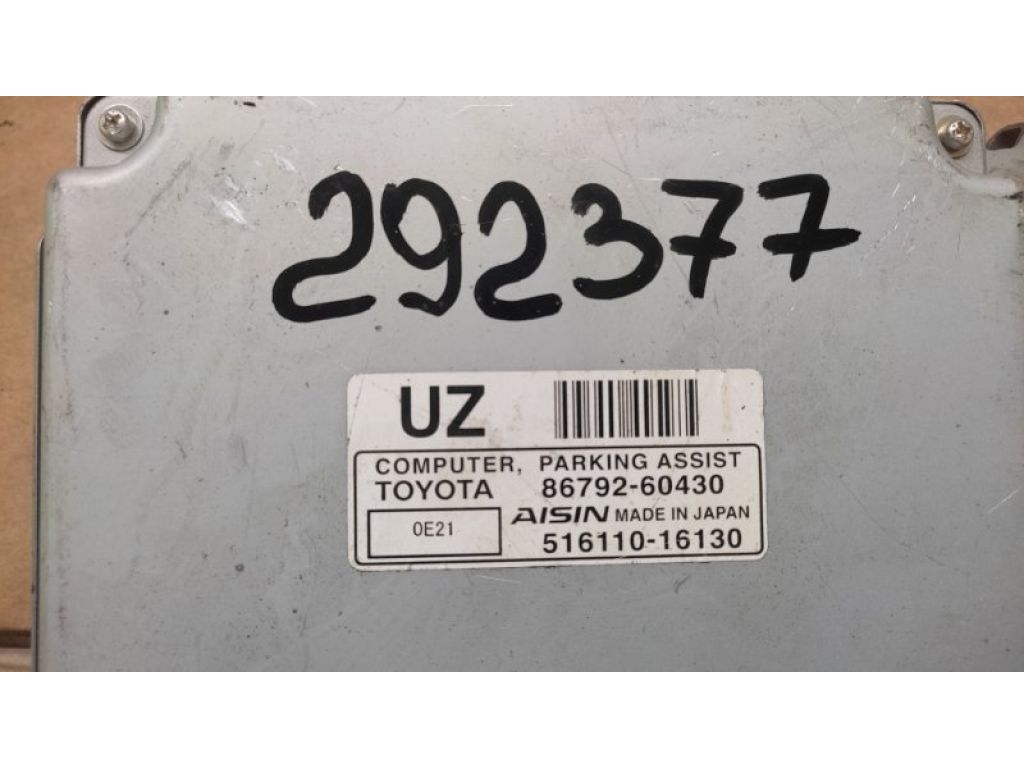 292377
UZ
COMPUTER, PARKING ASSIST
TOYOTA 86792-60430
0E21 AISIN MADE IN JAPAN
516110-16130